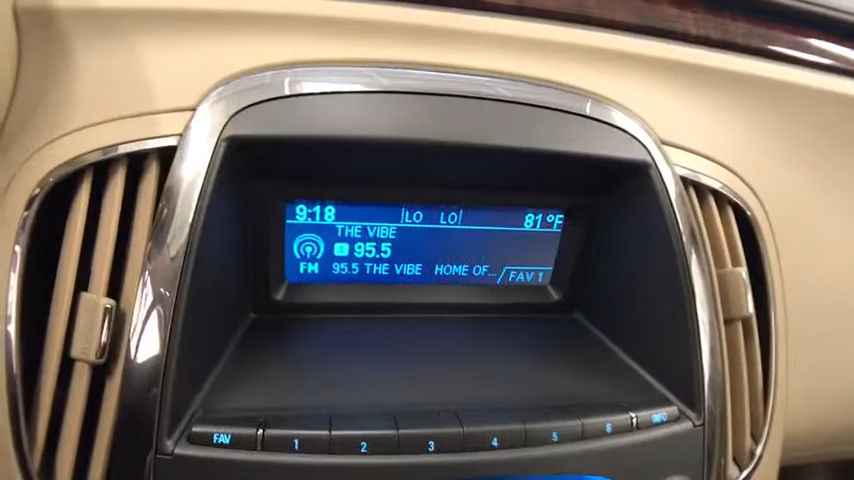 9:18 LO LO 81°F
THE VIBE
1 95.5
FM 95.5 THE VIBE HOME OF... FAV 1
FAV 1 2 3 4 5 6 INFO